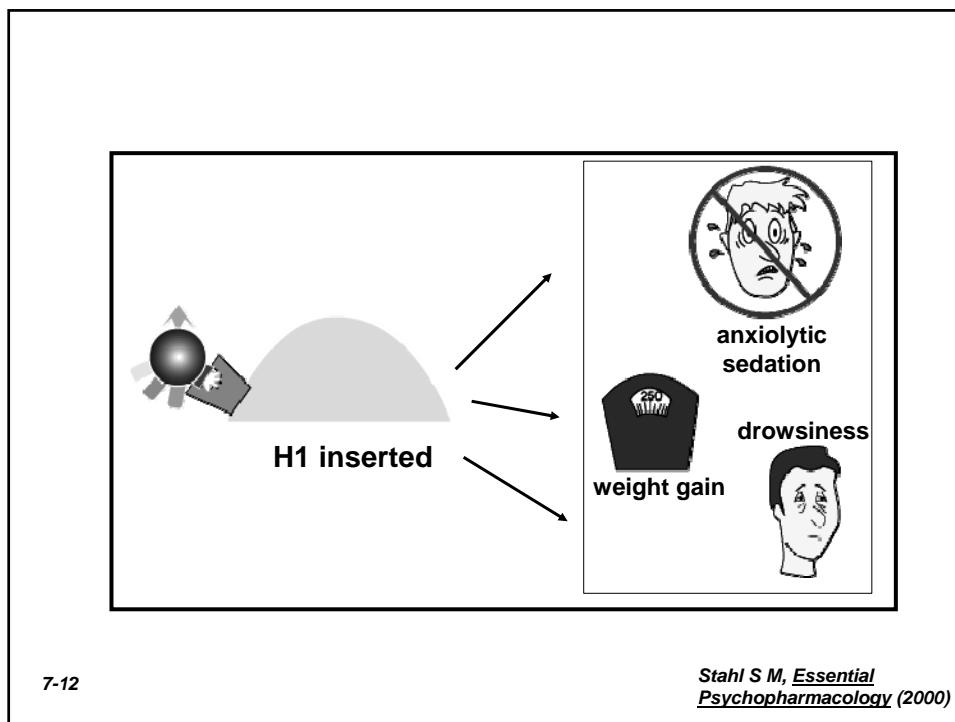 anxiolytic
sedation
250
drowsiness
H1 inserted
weight gain
7-12
Stahl S M, Essential
Psychopharmacology (2000)